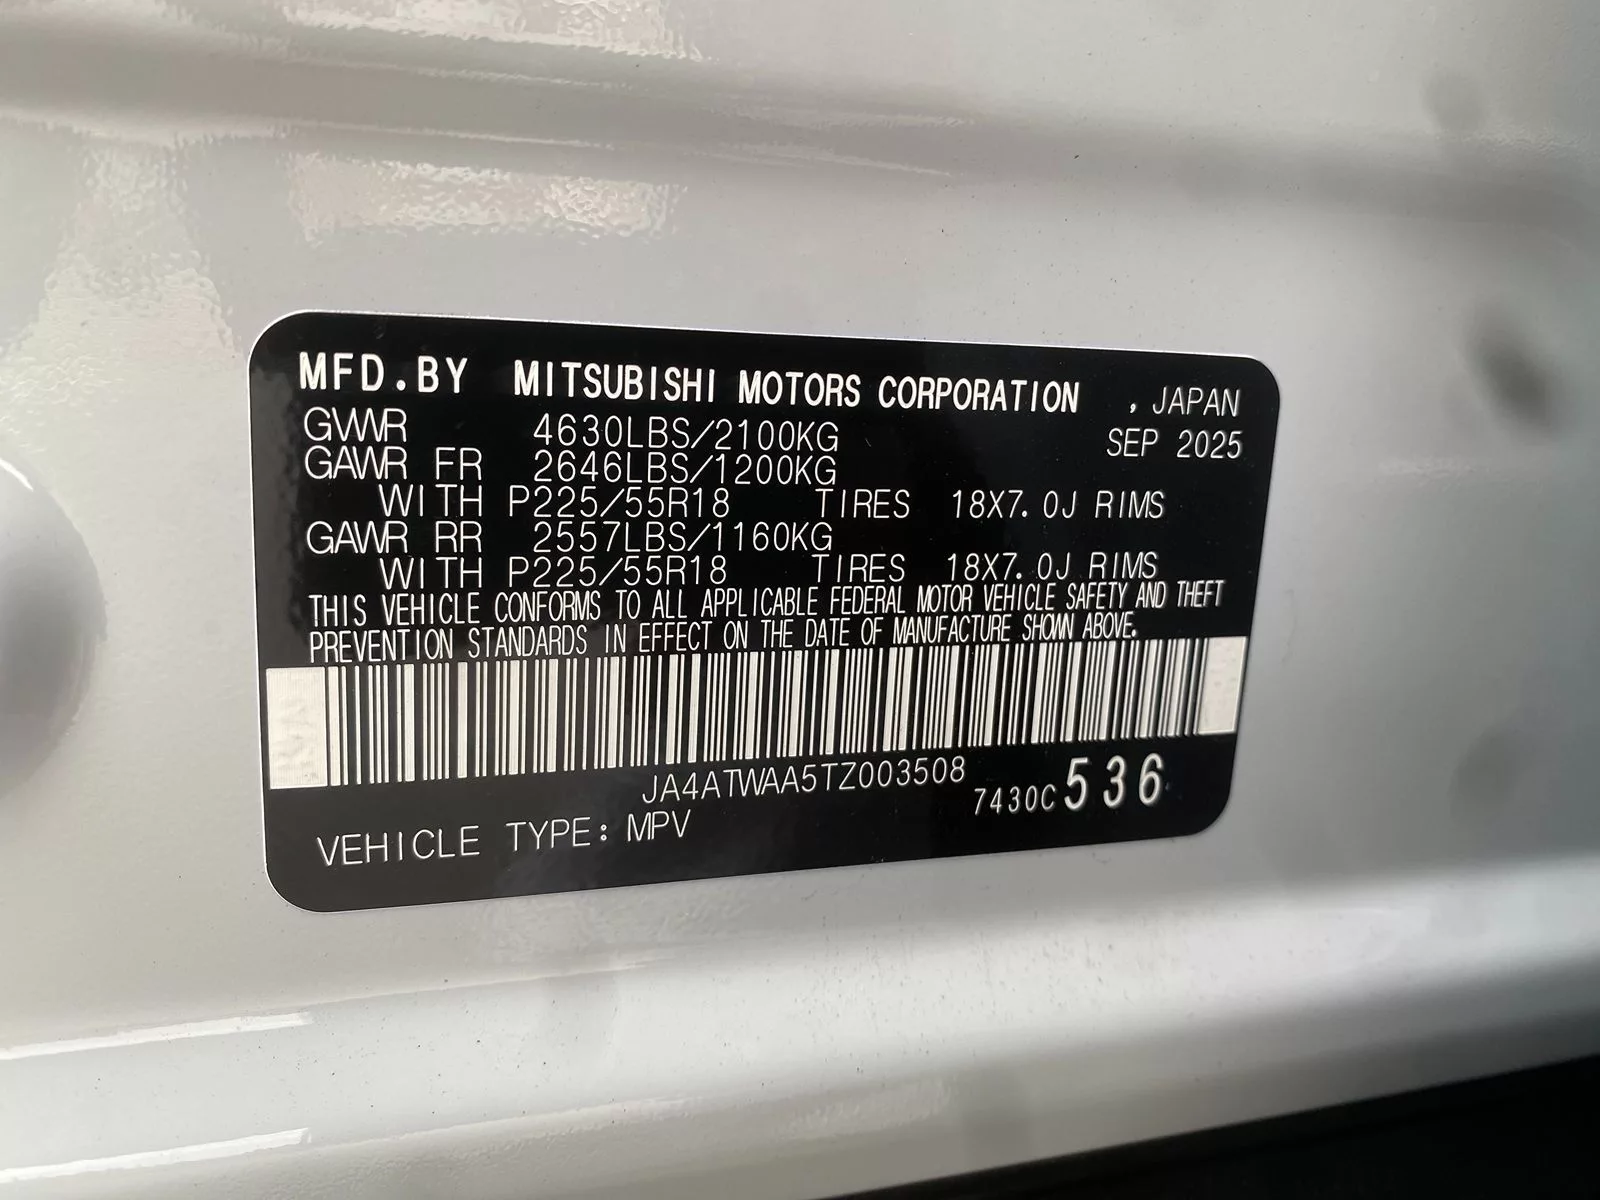 MFD.BY MITSUBISHI MOTORS CORPORATION , JAPAN
GVWR 4630LBS/2100KG SEP 2025
GAWR FR 2646LBS/1200KG
WITH P225/55R18 TIRES 18X7.0J RIMS
GAWR RR 2557LBS/1160KG
WITH P225/55R18 TIRES 18X7.0J RIMS
THIS VEHICLE CONFORMS TO ALL APPLICABLE FEDERAL MOTOR VEHICLE SAFETY AND THEFT
PREVENTION STANDARDS IN EFFECT ON THE DATE OF MANUFACTURE SHOWN ABOVE.
JA4ATWAA5TZ003508
7430C 536
VEHICLE TYPE: MPV